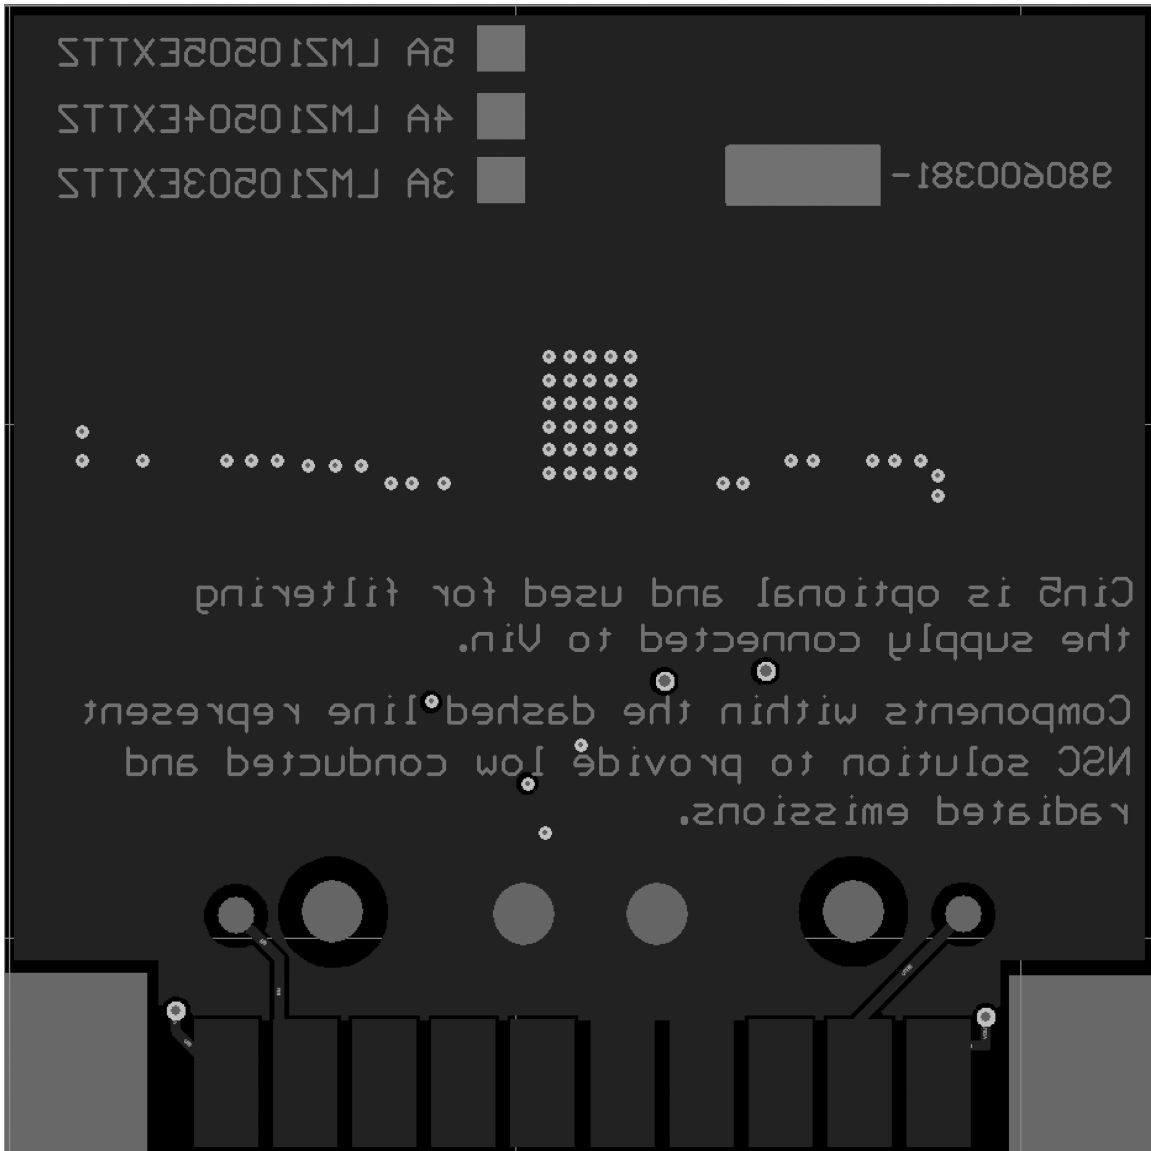 5A LMZ10505EXTTZ
4A LMZ10504EXTTZ
3A LMZ10503EXTTZ
980600381-
Cin5 is optional and used for filtering
the supply connected to Vin.
Components within the dashed line represent
NSC solution to provide low conducted and
radiated emissions.